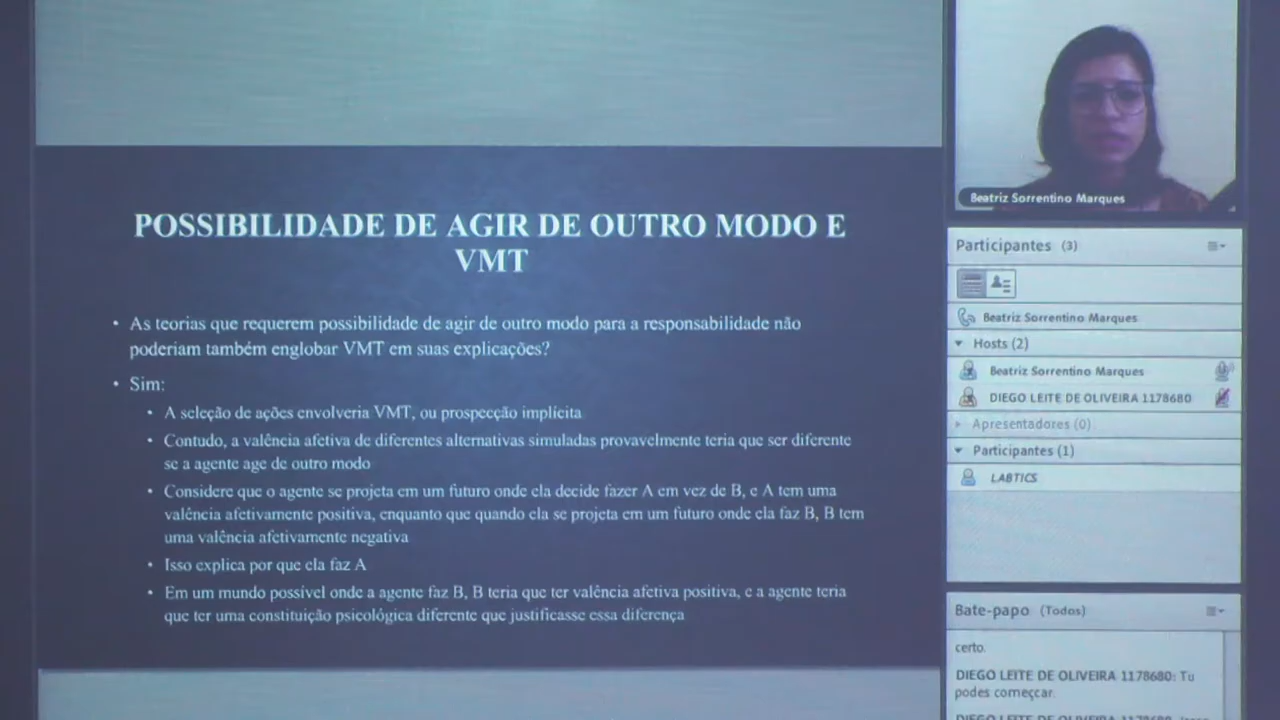 POSSIBILIDADE DE AGIR DE OUTRO MODO E
VMT
• As teorias que requerem possibilidade de agir de outro modo para a responsabilidade não
poderiam também englobar VMT em suas explicações?
• Sim:
• A seleção de ações envolveria VMT, ou prospecção implícita
• Contudo, a valência afetiva de diferentes alternativas simuladas provavelmente teria que ser diferente
se a agente age de outro modo
• Considere que o agente se projeta em um futuro onde ela decide fazer A em vez de B, e A tem uma
valência afetivamente positiva, enquanto que quando ela se projeta em um futuro onde ela faz B, B tem
uma valência afetivamente negativa
• Isso explica por que ela faz A
• Em um mundo possível onde a agente faz B, B teria que ter valência afetiva positiva, e a agente teria
que ter uma constituição psicológica diferente que justificasse essa diferença
Beatriz Sorrentino Marques
Participantes (3)
Beatriz Sorrentino Marques
Hosts (2)
Beatriz Sorrentino Marques
DIEGO LEITE DE OLIVEIRA 1178680
Apresentadores (0)
Participantes (1)
LABTICS
Bate-papo (Todos)
certo.
DIEGO LEITE DE OLIVEIRA 1178680: Tu
podes começcar.
DIEGO LEITE DE OLIVEIRA 1178680: